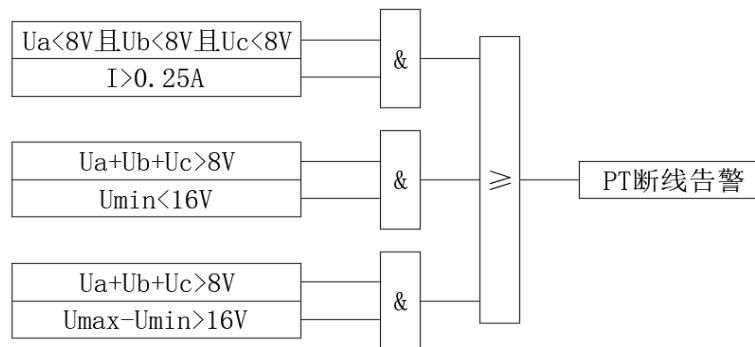 Ua<8V且Ub<8V且Uc<8V
I>0.25A
&
Ua+Ub+Uc>8V
Umin<16V
&
≥
PT断线告警
Ua+Ub+Uc>8V
Umax-Umin>16V
&